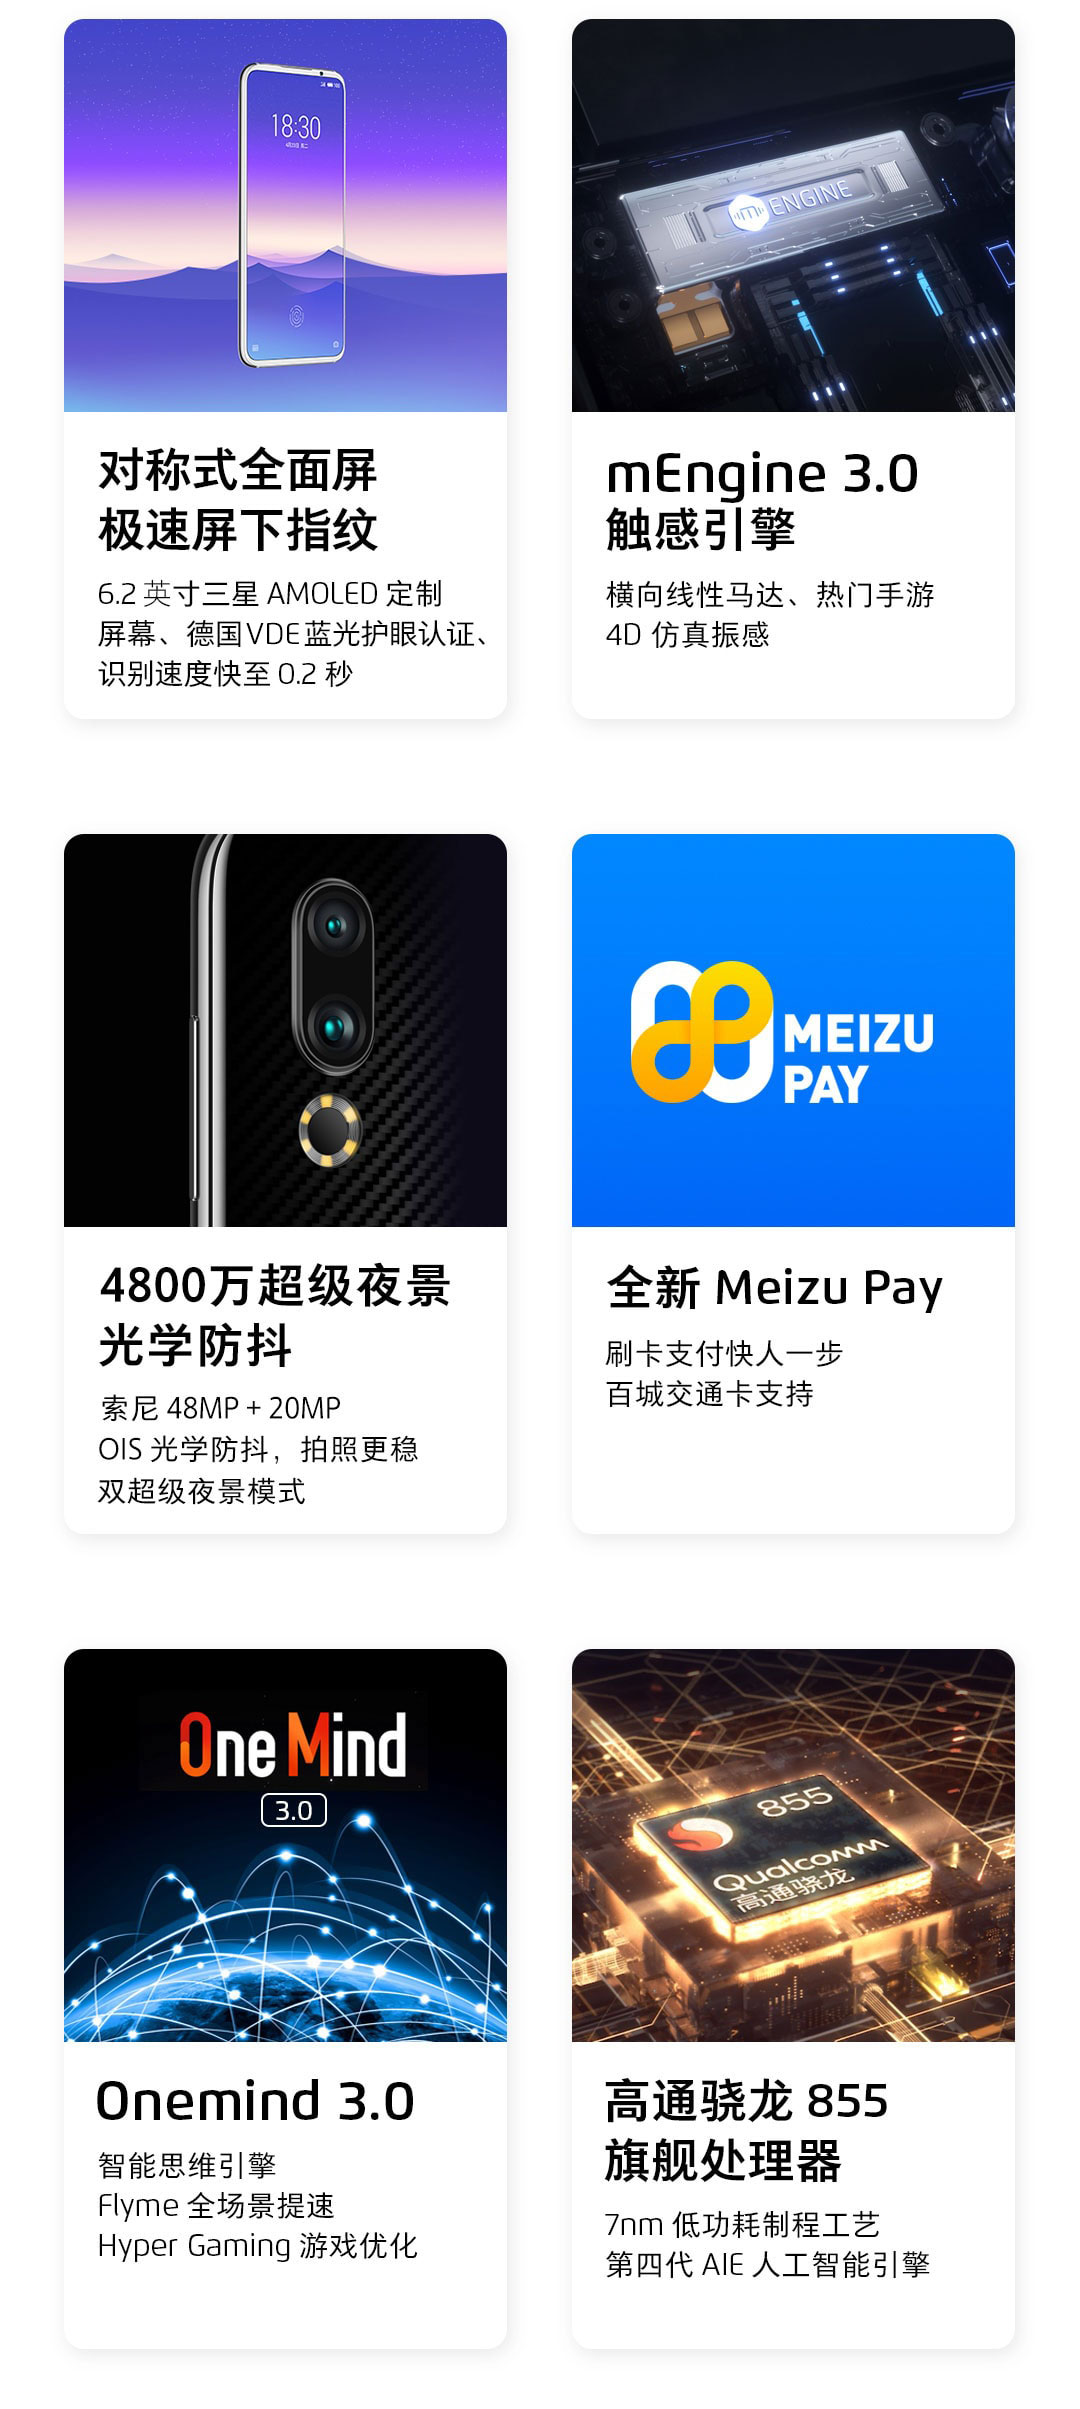 18:30
对称式全面屏
极速屏下指纹
6.2 英寸三星 AMOLED 定制
屏幕、德国VDE蓝光护眼认证、
识别速度快至 0.2 秒
mENGINE
mEngine 3.0
触感引擎
横向线性马达、热门手游
4D 仿真振感
4800万超级夜景
光学防抖
索尼 48MP + 20MP
OIS 光学防抖，拍照更稳
双超级夜景模式
MEIZU
PAY
全新 Meizu Pay
刷卡支付快人一步
百城交通卡支持
One Mind
3.0
Onemind 3.0
智能思维引擎
Flyme 全场景提速
Hyper Gaming 游戏优化
855
Qualcomm
高通骁龙
高通骁龙 855
旗舰处理器
7nm 低功耗制程工艺
第四代 AIE 人工智能引擎